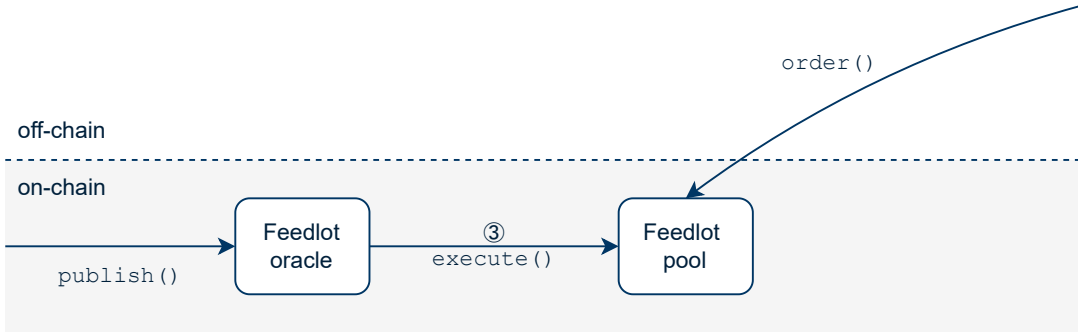 order()
off-chain
on-chain
Feedlot
oracle
③
execute()
Feedlot
pool
publish()